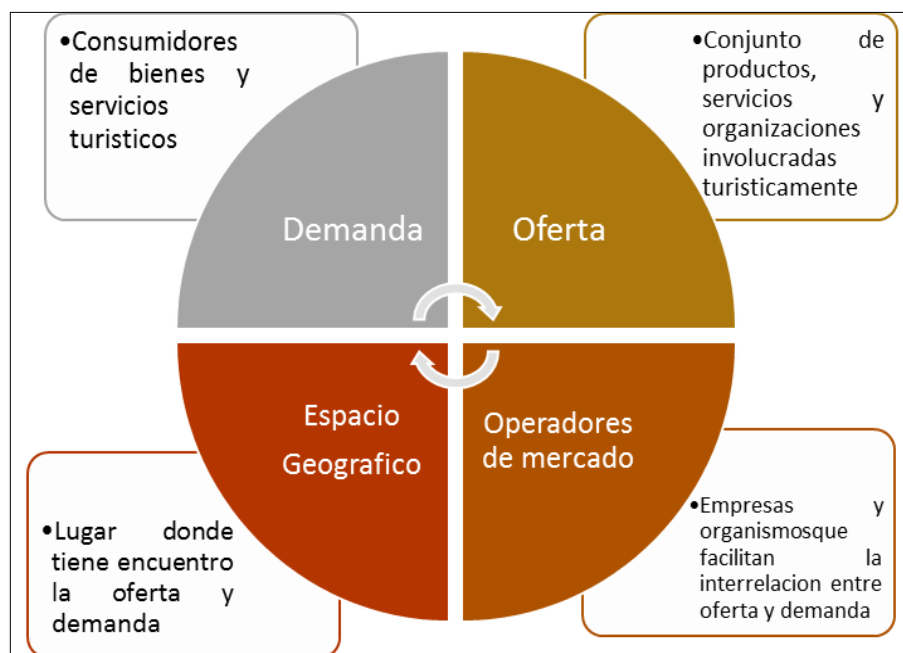 •Consumidores
de bienes y
servicios
turisticos
•Conjunto de
productos,
servicios y
organizaciones
involucradas
turisticamente
Demanda
Oferta
Espacio
Geografico
Operadores
de mercado
•Lugar donde
tiene encuentro
la oferta y
demanda
•Empresas y
organismosque
facilitan la
interrelacion entre
oferta y demanda